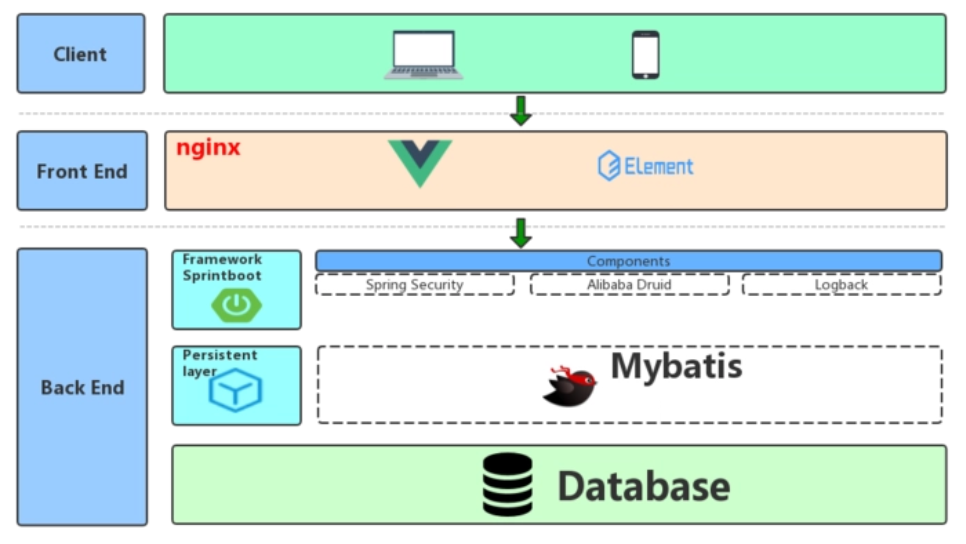 Client
nginx
Front End
Element
Framework
Sprintboot
Components
Spring Security
Alibaba Druid
Logback
Persistent
layer
Mybatis
Back End
Database